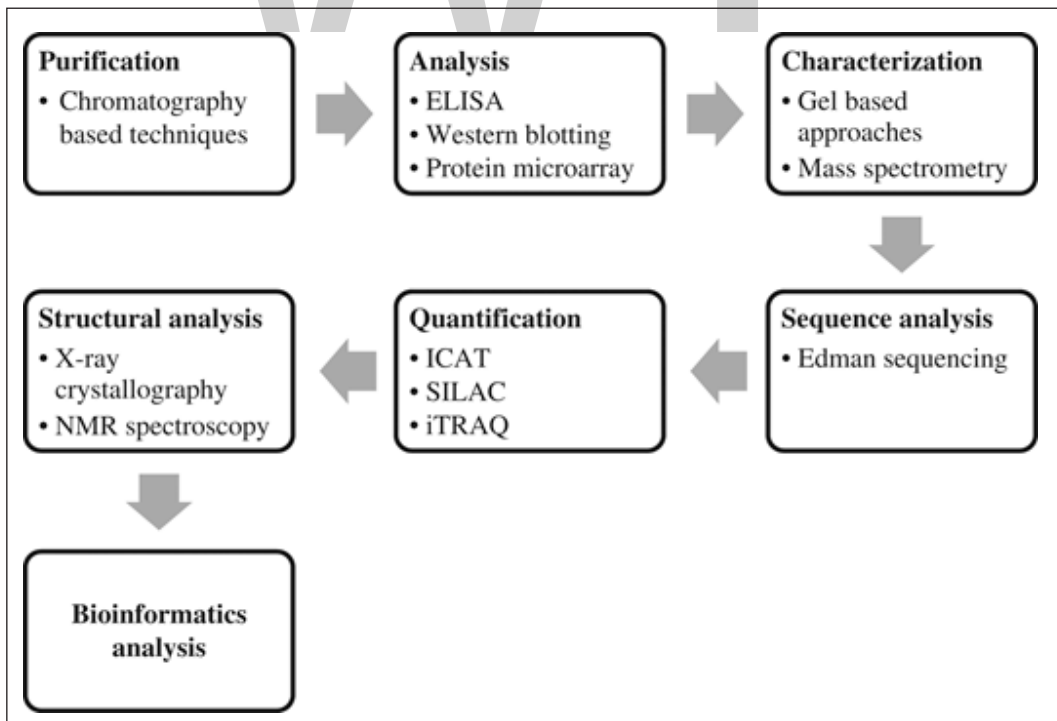 Purification
• Chromatography
based techniques
Analysis
• ELISA
• Western blotting
• Protein microarray
Characterization
• Gel based
approaches
• Mass spectrometry
Sequence analysis
• Edman sequencing
Quantification
• ICAT
• SILAC
• iTRAQ
Structural analysis
• X-ray
crystallography
• NMR spectroscopy
Bioinformatics
analysis